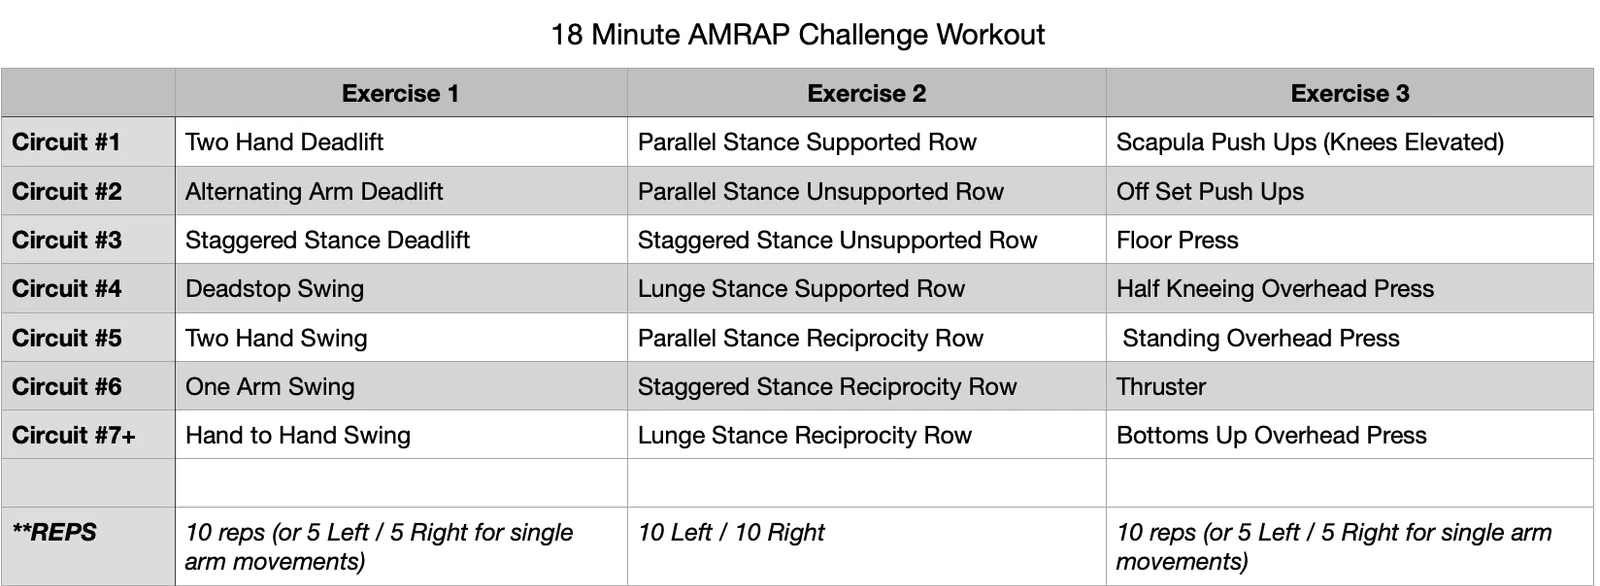 18 Minute AMRAP Challenge Workout
Exercise 1 Exercise 2 Exercise 3
Circuit #1 Two Hand Deadlift Parallel Stance Supported Row Scapula Push Ups (Knees Elevated)
Circuit #2 Alternating Arm Deadlift Parallel Stance Unsupported Row Off Set Push Ups
Circuit #3 Staggered Stance Deadlift Staggered Stance Unsupported Row Floor Press
Circuit #4 Deadstop Swing Lunge Stance Supported Row Half Kneeing Overhead Press
Circuit #5 Two Hand Swing Parallel Stance Reciprocity Row Standing Overhead Press
Circuit #6 One Arm Swing Staggered Stance Reciprocity Row Thruster
Circuit #7+ Hand to Hand Swing Lunge Stance Reciprocity Row Bottoms Up Overhead Press
**REPS 10 reps (or 5 Left / 5 Right for single 10 Left / 10 Right 10 reps (or 5 Left / 5 Right for single arm
arm movements) movements)